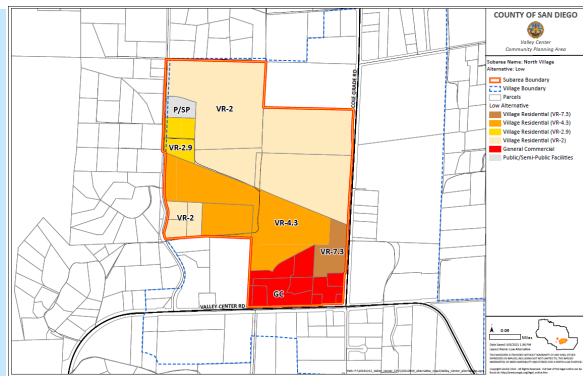 COUNTY OF SAN DIEGO
Valley Center
Community Planning Area
Subarea Name: North Village
Alternative: Low
Subarea Boundary
Village Boundary
Parcels
Low Alternative
Village Residential (VR-7.3)
Village Residential (VR-4.3)
Village Residential (VR-2.9)
Village Residential (VR-2)
General Commercial
Public/Semi-Public Facilities
COLE GRADE RD
P/SP
VR-2
VR-2.9
VR-2
VR-4.3
VR-7.3
GC
VALLEY CENTER RD
0.09
Miles